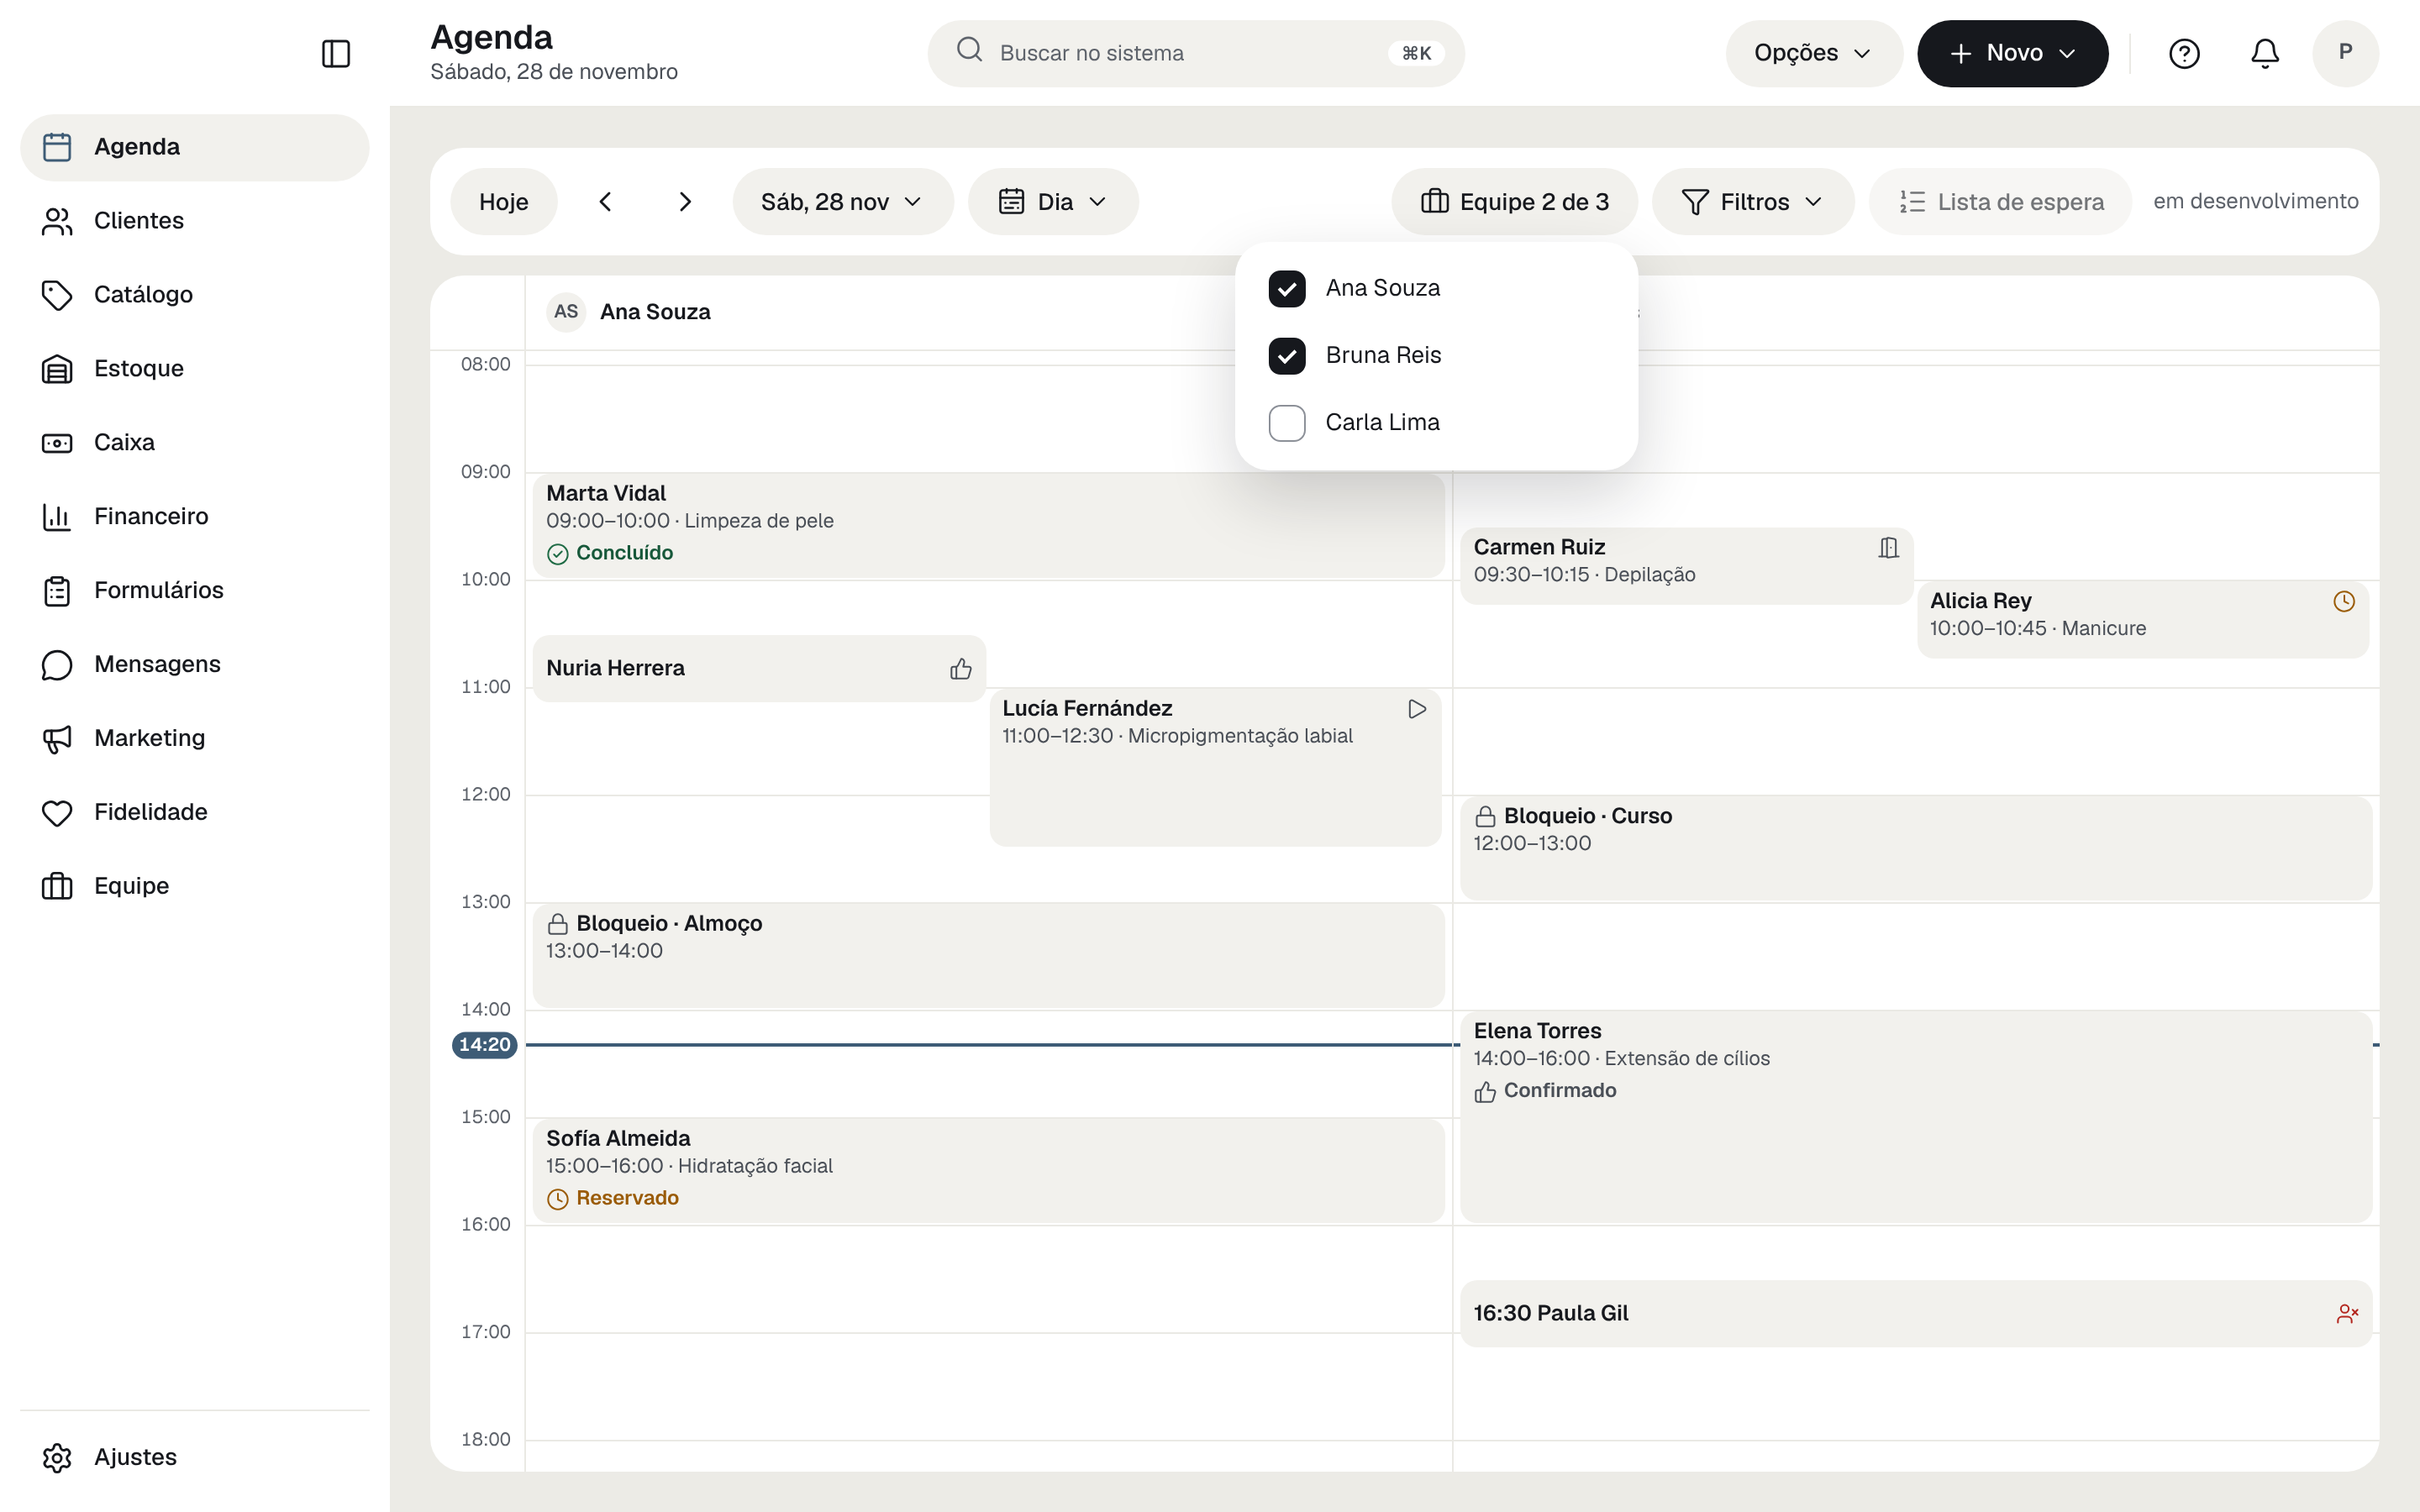 Agenda
Sábado, 28 de novembro
Buscar no sistema
⌘K
Opções
Novo
P
Agenda
Clientes
Catálogo
Estoque
Caixa
Financeiro
Formulários
Mensagens
Marketing
Fidelidade
Equipe
Ajustes
Hoje
Sáb, 28 nov
Dia
Equipe 2 de 3
Filtros
Lista de espera
em desenvolvimento
Ana Souza
Bruna Reis
Carla Lima
AS Ana Souza
08:00
09:00
10:00
11:00
12:00
13:00
14:00
14:20
15:00
16:00
17:00
18:00
Marta Vidal
09:00–10:00 · Limpeza de pele
Concluído
Nuria Herrera
Lucía Fernández
11:00–12:30 · Micropigmentação labial
Bloqueio · Almoço
13:00–14:00
Sofía Almeida
15:00–16:00 · Hidratação facial
Reservado
Carmen Ruiz
09:30–10:15 · Depilação
Alicia Rey
10:00–10:45 · Manicure
Bloqueio · Curso
12:00–13:00
Elena Torres
14:00–16:00 · Extensão de cílios
Confirmado
16:30 Paula Gil